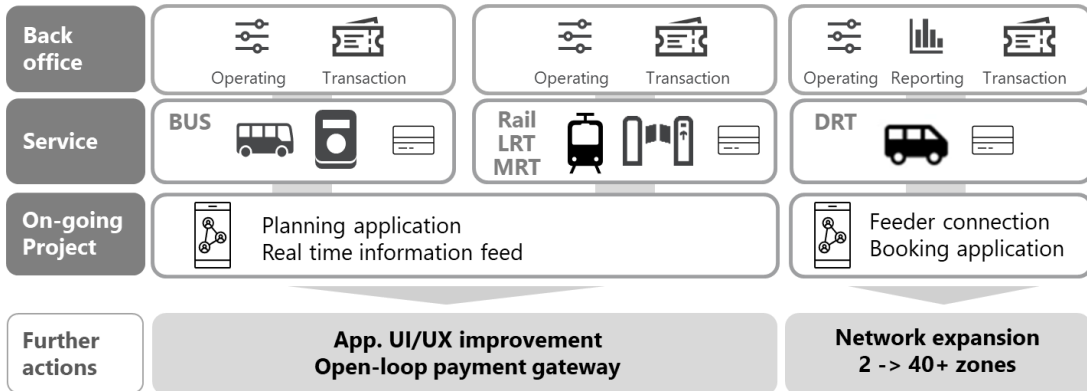 Back
office
Operating
Transaction
Operating
Transaction
Operating
Reporting
Transaction
Service
BUS
Rail
LRT
MRT
DRT
On-going
Project
Planning application
Real time information feed
Feeder connection
Booking application
Further
actions
App. UI/UX improvement
Open-loop payment gateway
Network expansion
2 -> 40+ zones